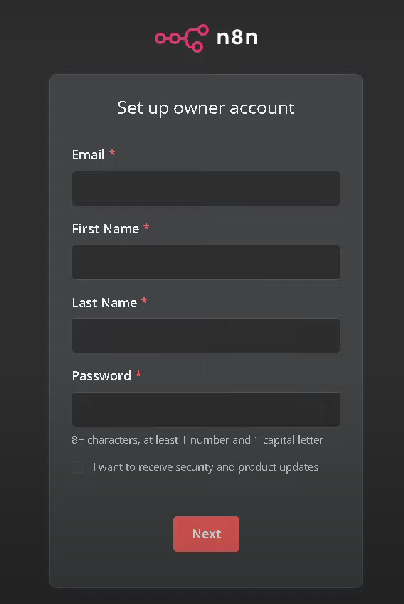 n8n
Set up owner account
Email *
First Name *
Last Name *
Password *
8+ characters, at least 1 number and 1 capital letter
I want to receive security and product updates
Next